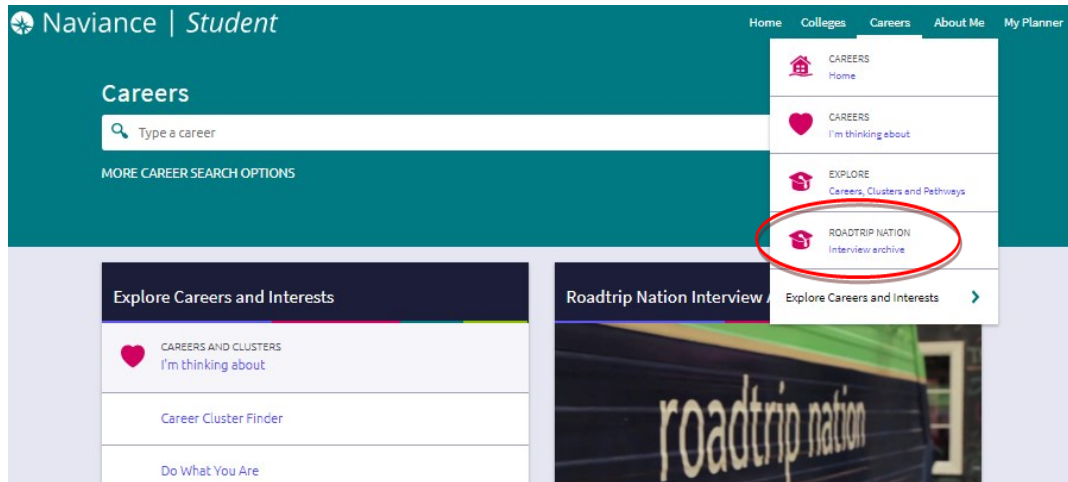 Naviance | Student
Home Colleges Careers About Me My Planner
CAREERS
Home
CAREERS
I'm thinking about
EXPLORE
Careers, Clusters and Pathways
ROADTRIP NATION
Interview archive
Explore Careers and Interests
Careers
Type a career
MORE CAREER SEARCH OPTIONS
Explore Careers and Interests
CAREERS AND CLUSTERS
I'm thinking about
Career Cluster Finder
Do What You Are
Roadtrip Nation Interview
roadtrip nation